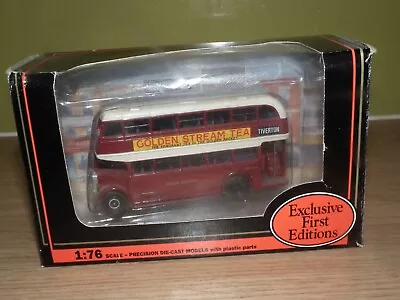 GOLDEN STREAM TEA
TIVERTON
Exclusive
First
Editions
1:76 SCALE - PRECISION DIE-CAST MODELS with plastic parts